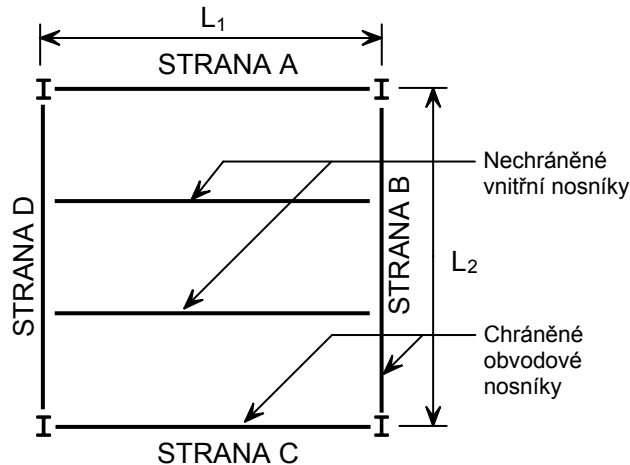 L₁
STRANA A
Nechráněné
vnitřní nosníky
STRANA D
STRANA B
L₂
Chráněné
obvodové
nosníky
STRANA C